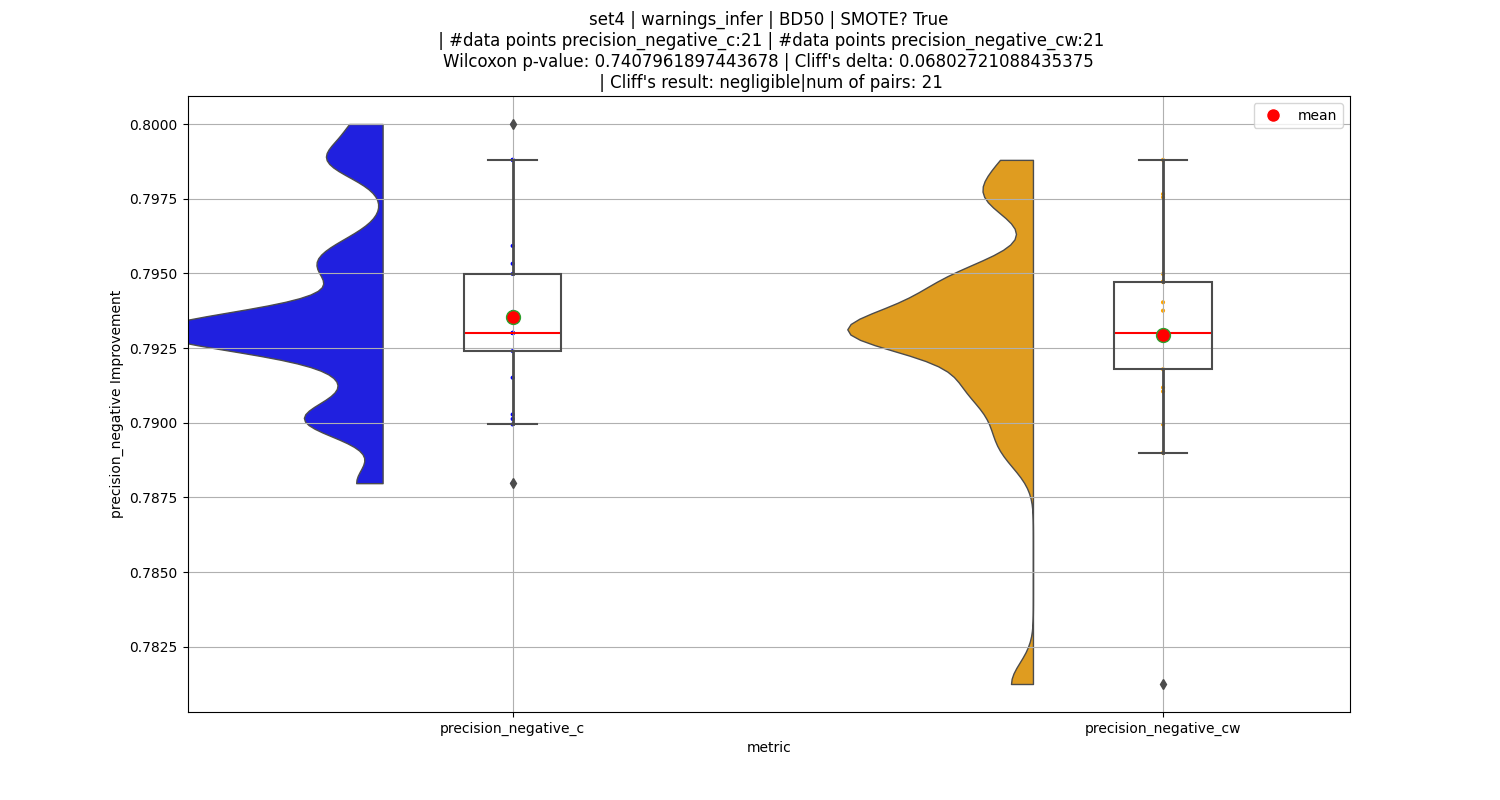 set4 | warnings_infer | BD50 | SMOTE? True
| #data points precision_negative_c:21 | #data points precision_negative_cw:21
Wilcoxon p-value: 0.7407961897443678 | Cliff's delta: 0.06802721088435375
| Cliff's result: negligible|num of pairs: 21
mean
0.8000
0.7975
0.7950
0.7925
0.7900
0.7875
0.7850
0.7825
precision_negative Improvement
precision_negative_c
precision_negative_cw
metric